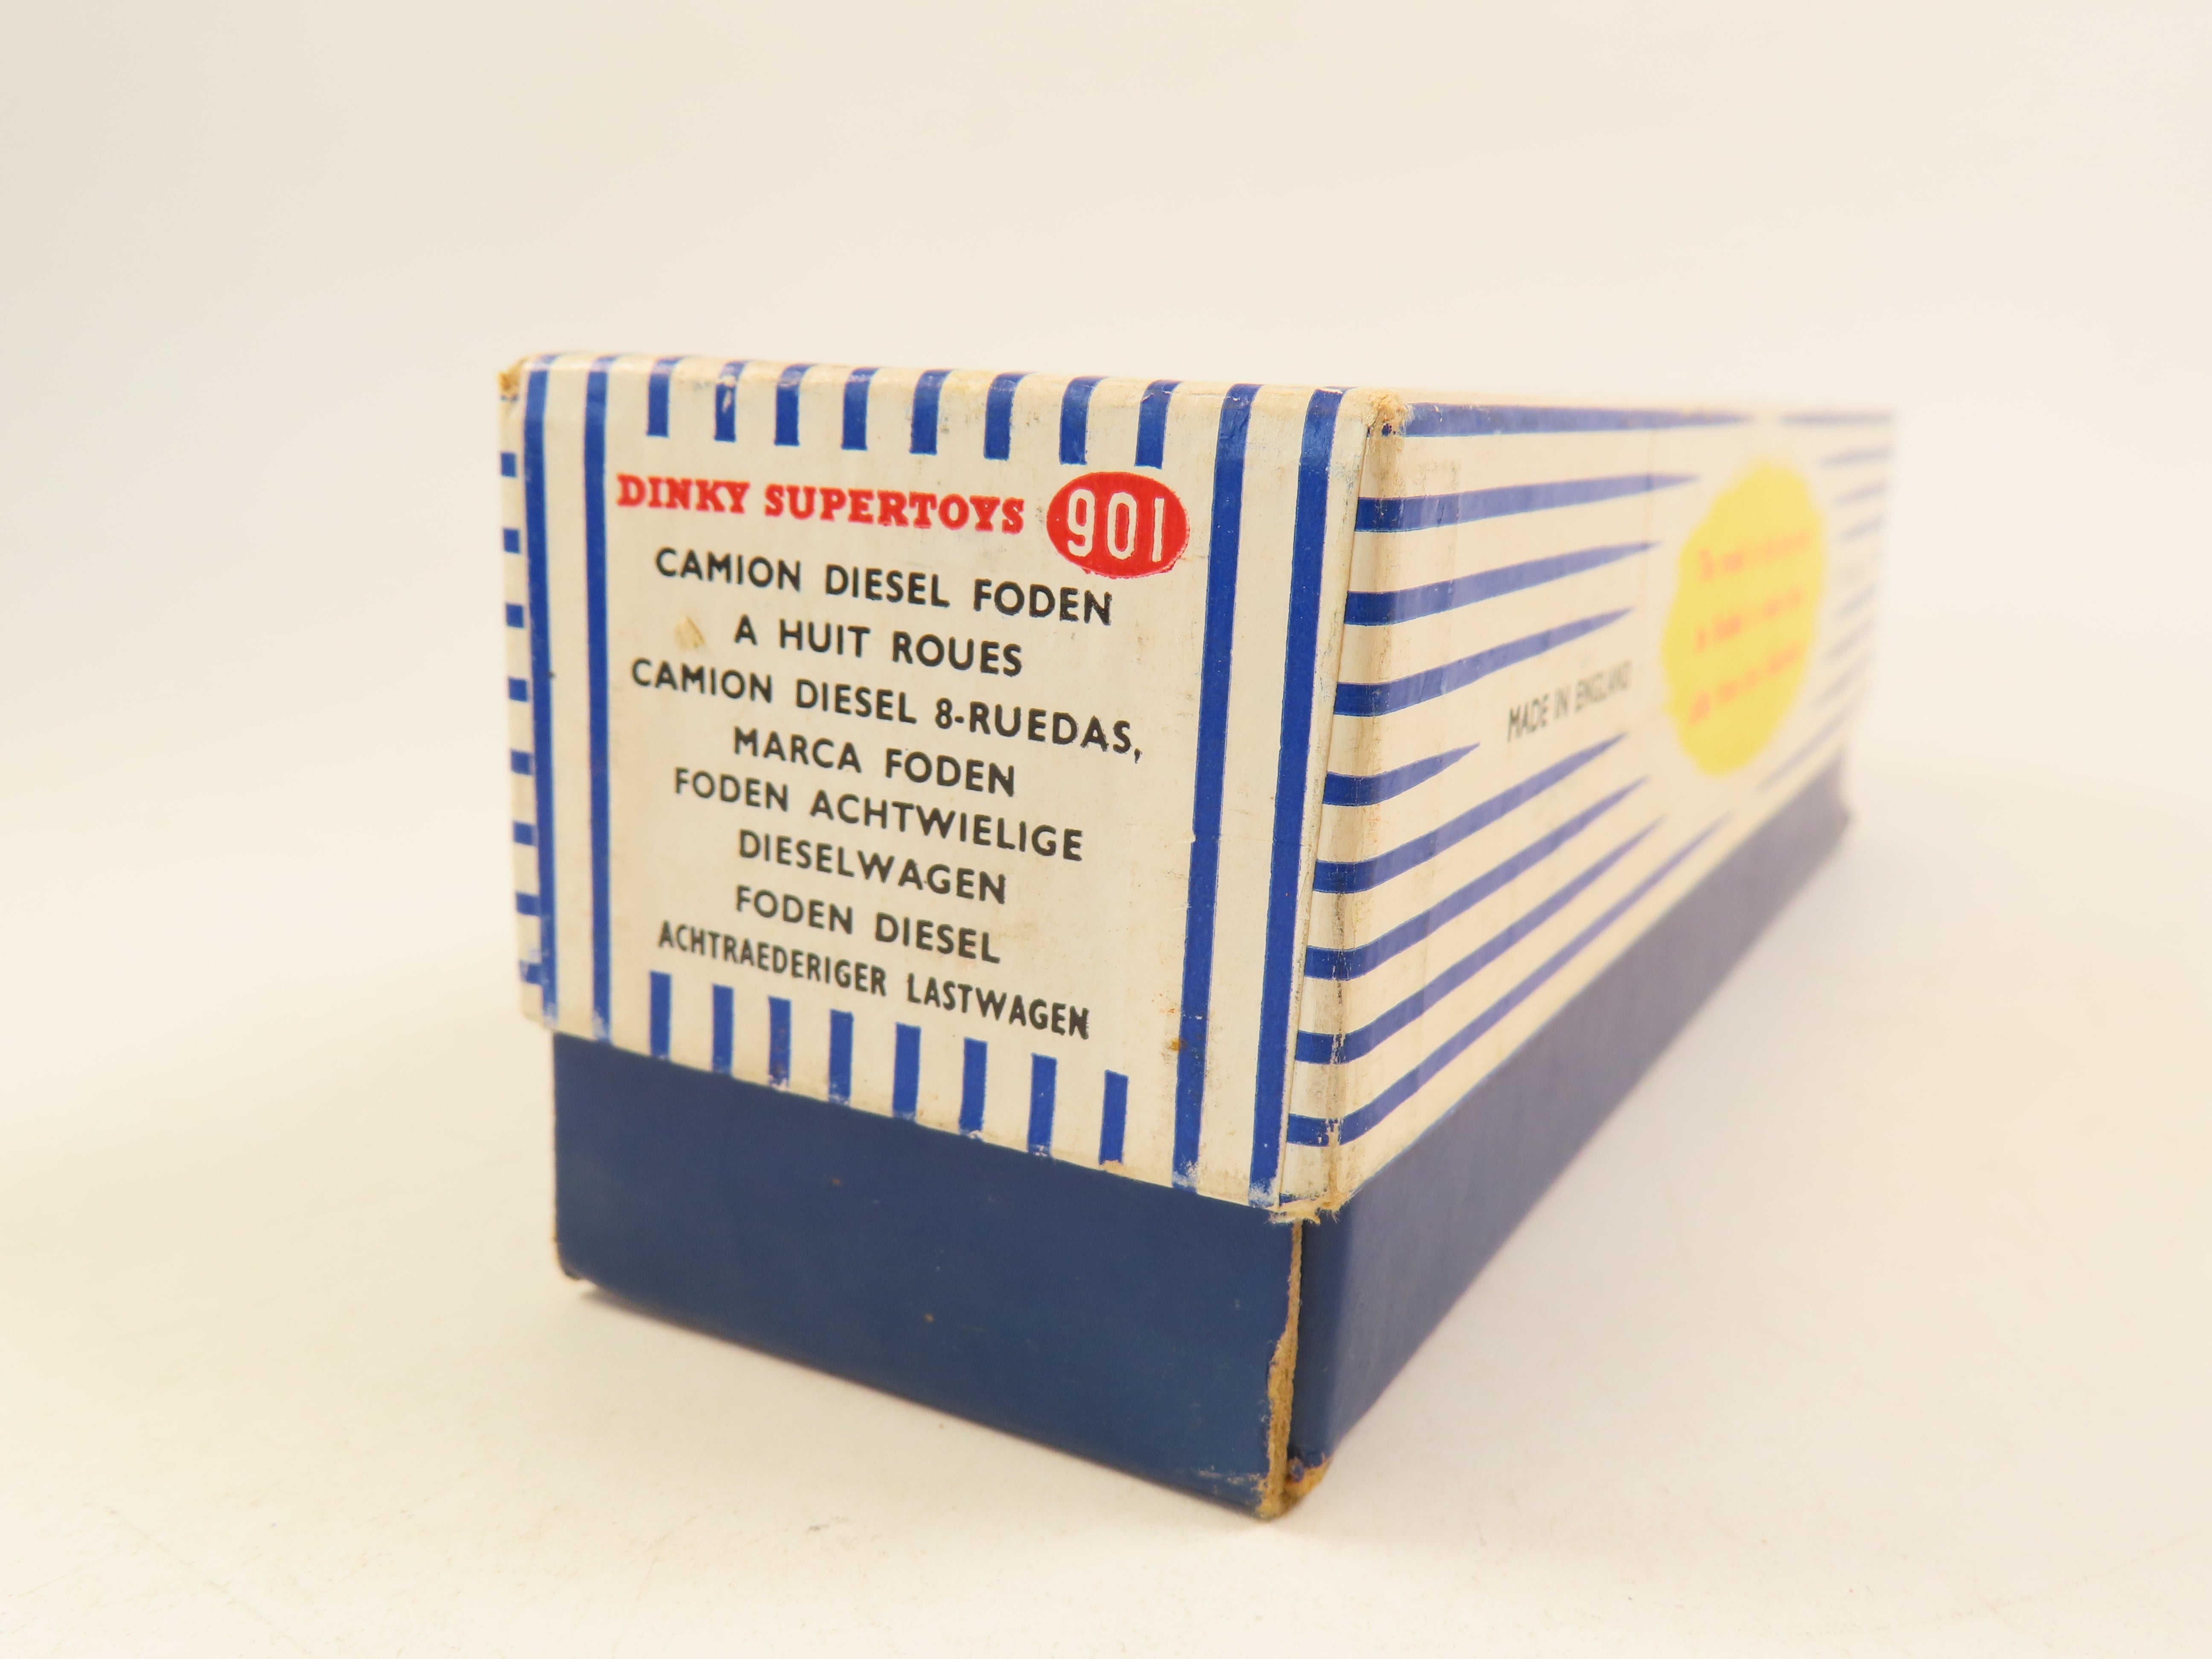 DINKY SUPERTOYS 901
CAMION DIESEL FODEN
A HUIT ROUES
CAMION DIESEL 8-RUEDAS,
MARCA FODEN
FODEN ACHTWIELIGE
DIESELWAGEN
FODEN DIESEL
ACHTRAEDERIGER LASTWAGEN
MADE IN ENGLAND